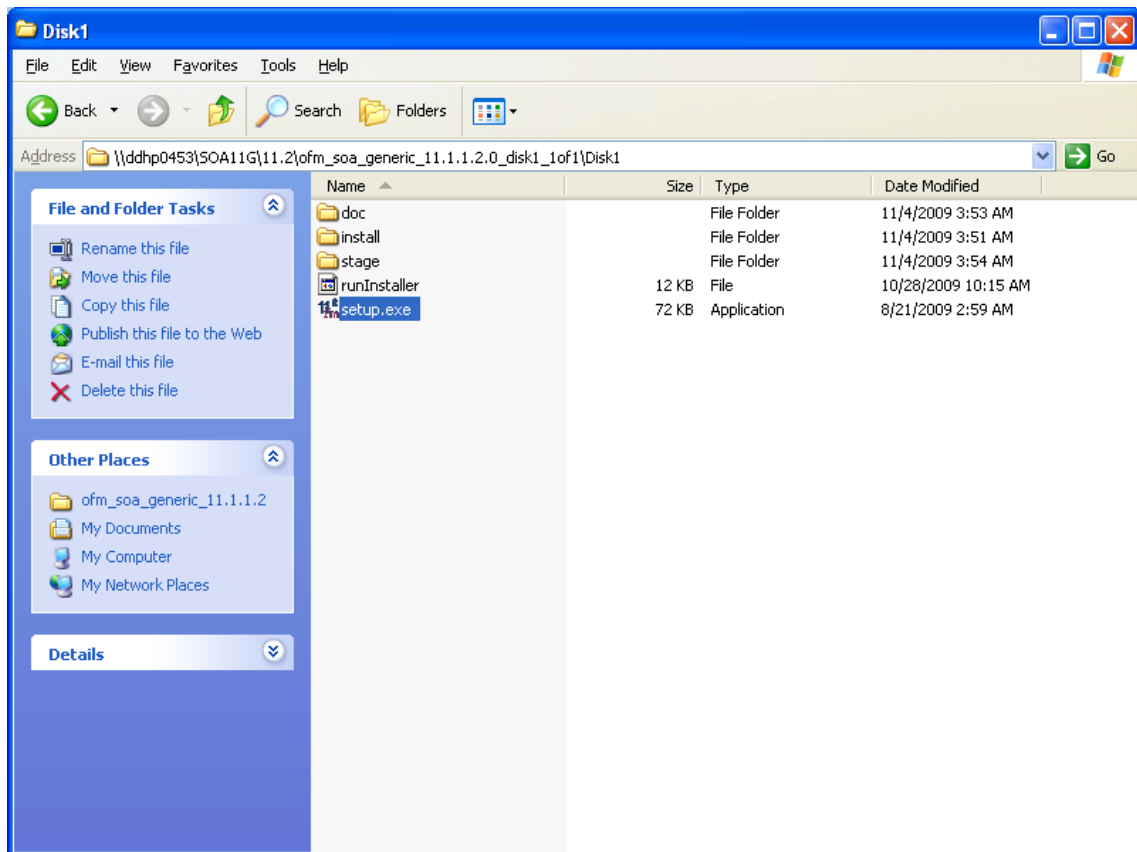 Disk1
File Edit View Favorites Tools Help
Back Search Folders
Address \\ddhp0453\SOA11G\11.2\ofm_soa_generic_11.1.1.2.0_disk1_1of1\Disk1 Go
File and Folder Tasks
Rename this file
Move this file
Copy this file
Publish this file to the Web
E-mail this file
Delete this file
Other Places
ofm_soa_generic_11.1.1.2
My Documents
My Computer
My Network Places
Details
Name Size Type Date Modified
doc File Folder 11/4/2009 3:53 AM
install File Folder 11/4/2009 3:51 AM
stage File Folder 11/4/2009 3:54 AM
runInstaller 12 KB File 10/28/2009 10:15 AM
setup.exe 72 KB Application 8/21/2009 2:59 AM